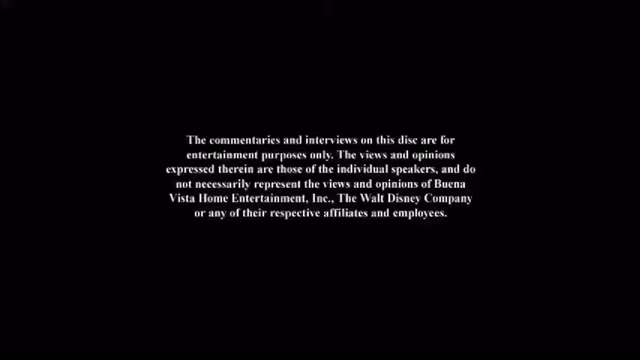 The commentaries and interviews on this disc are for
entertainment purposes only. The views and opinions
expressed therein are those of the individual speakers, and do
not necessarily represent the views and opinions of Buena
Vista Home Entertainment, Inc., The Walt Disney Company
or any of their respective affiliates and employees.